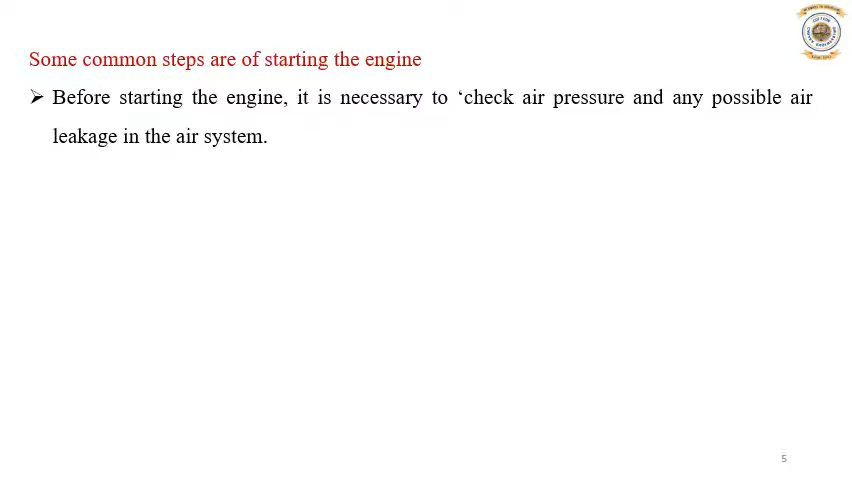 Some common steps are of starting the engine
➢ Before starting the engine, it is necessary to ‘check air pressure and any possible air
leakage in the air system.
5